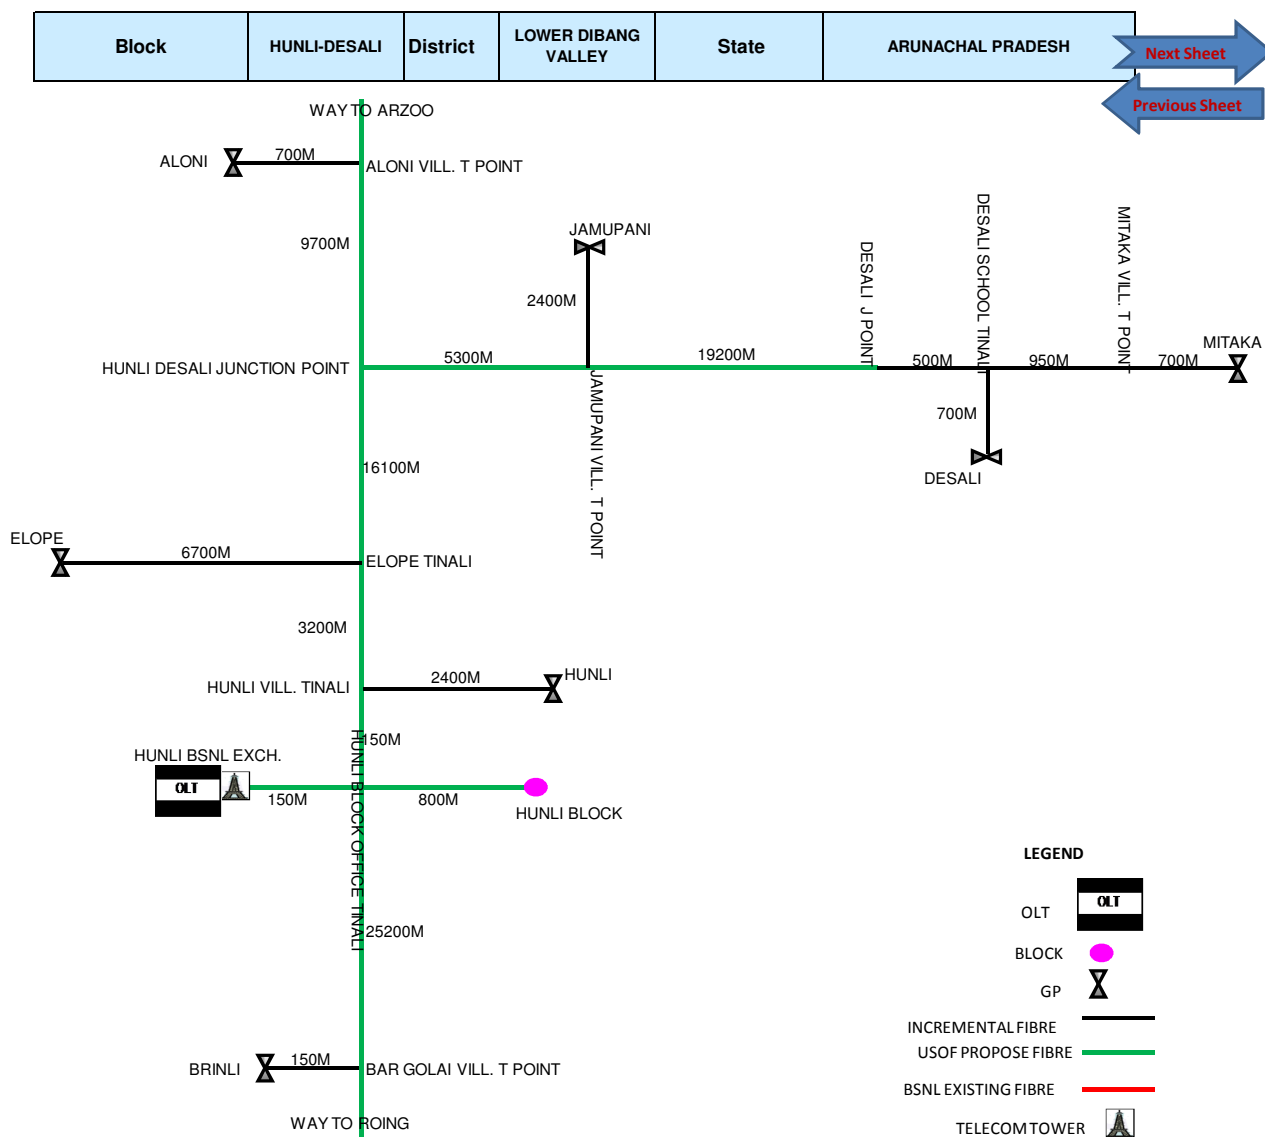 Block
HUNLI-DESALI
District
LOWER DIBANG
VALLEY
State
ARUNACHAL PRADESH
Next Sheet
Previous Sheet
WAY TO ARZOO
ALONI
700M
ALONI VILL. T POINT
9700M
JAMUPANI
2400M
DESALI J POINT
DESALI SCHOOL TINALI
MITAKA VILL. T POINT
MITAKA
HUNLI DESALI JUNCTION POINT
5300M
19200M
500M
950M
700M
JAMUPANI VILL. T POINT
700M
DESALI
16100M
ELOPE
6700M
ELOPE TINALI
3200M
HUNLI VILL. TINALI
2400M
HUNLI
150M
HUNLI BLOCK OFFICE TINALI
HUNLI BSNL EXCH.
OLT
150M
800M
HUNLI BLOCK
25200M
BRINLI
150M
BAR GOLAI VILL. T POINT
WAY TO ROING
LEGEND
OLT
OLT
BLOCK
GP
INCREMENTAL FIBRE
USOF PROPOSE FIBRE
BSNL EXISTING FIBRE
TELECOM TOWER